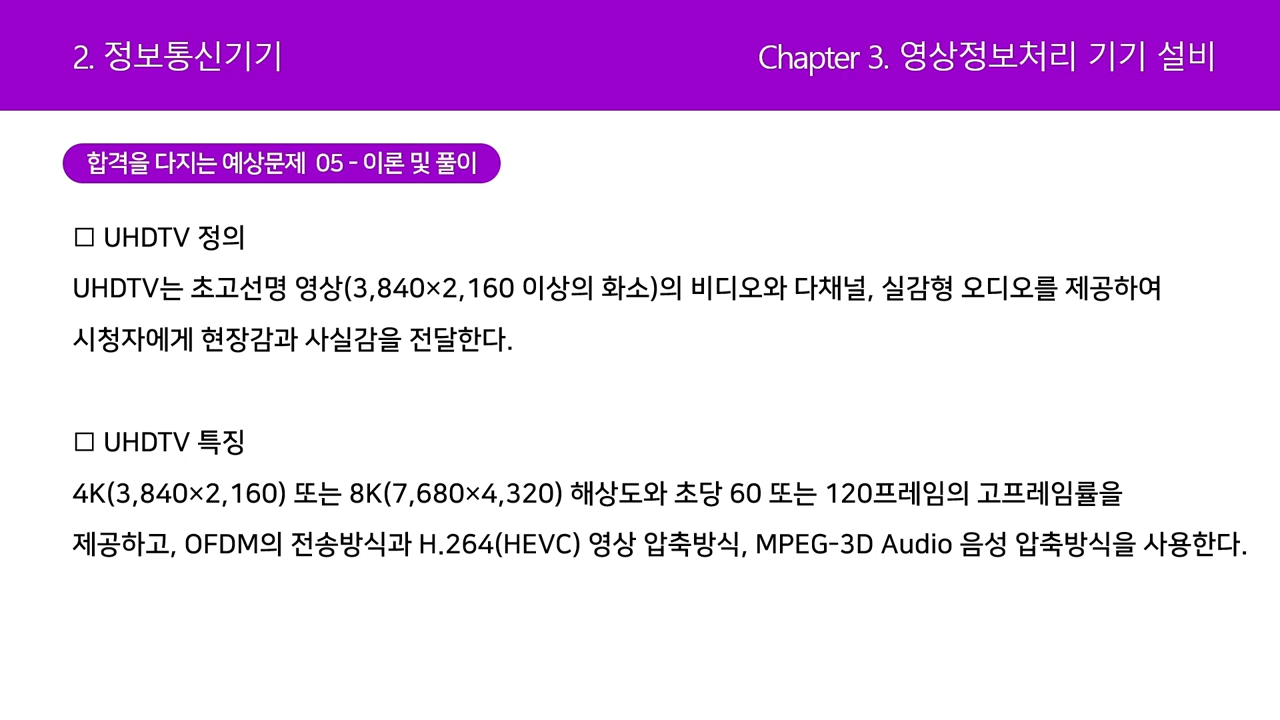 2. 정보통신기기
Chapter 3. 영상정보처리 기기 설비
합격을 다지는 예상문제 05 - 이론 및 풀이
□ UHDTV 정의
UHDTV는 초고선명 영상(3,840×2,160 이상의 화소)의 비디오와 다채널, 실감형 오디오를 제공하여
시청자에게 현장감과 사실감을 전달한다.
□ UHDTV 특징
4K(3,840×2,160) 또는 8K(7,680×4,320) 해상도와 초당 60 또는 120프레임의 고프레임률을
제공하고, OFDM의 전송방식과 H.264(HEVC) 영상 압축방식, MPEG-3D Audio 음성 압축방식을 사용한다.